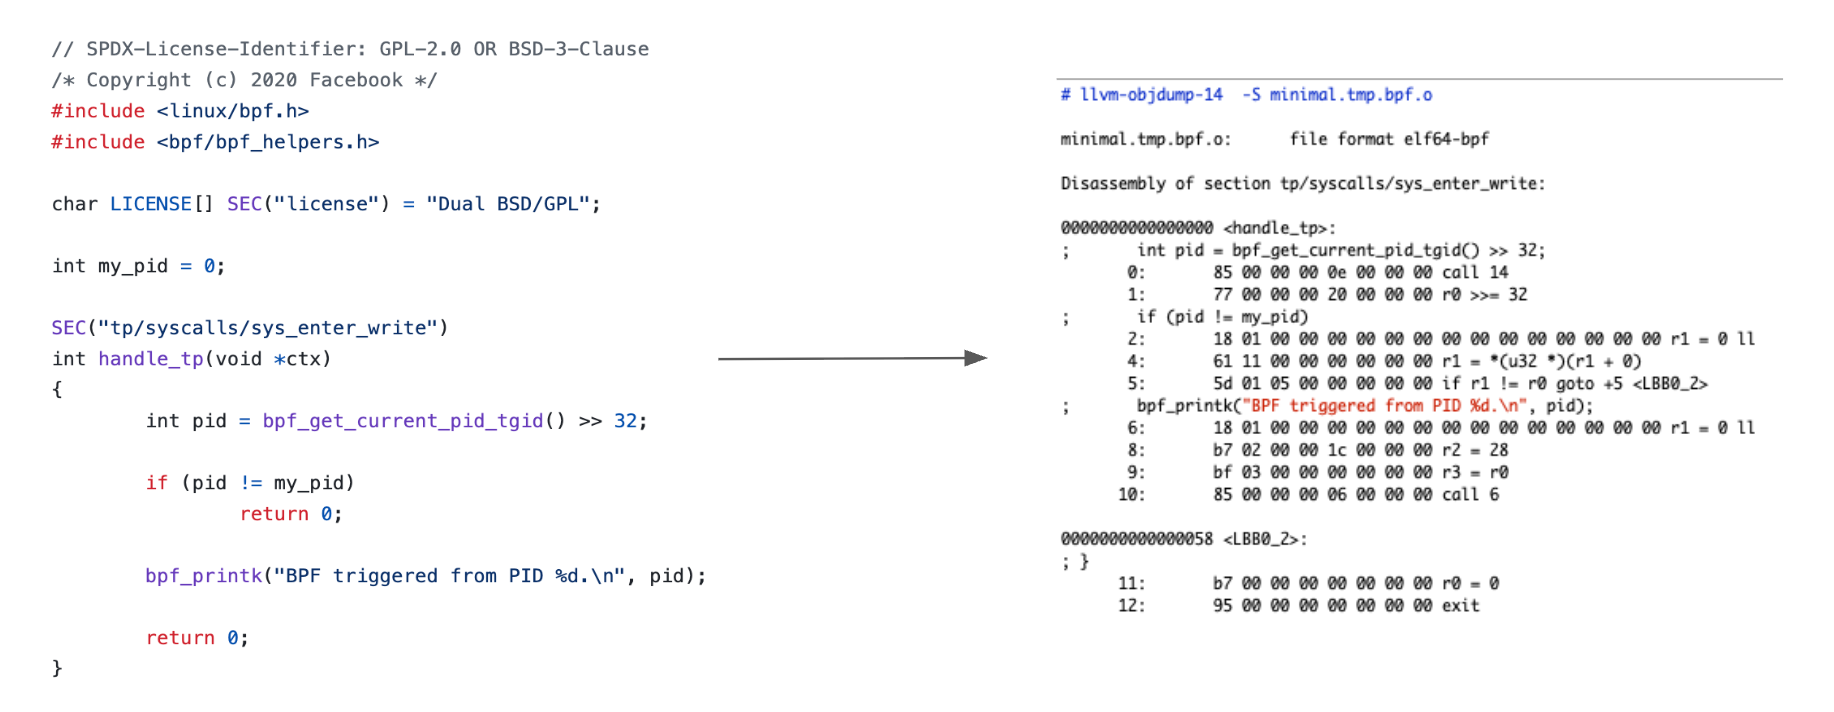 // SPDX-License-Identifier: GPL-2.0 OR BSD-3-Clause
/* Copyright (c) 2020 Facebook */
#include <linux/bpf.h>
#include <bpf/bpf_helpers.h>
char LICENSE[] SEC("license") = "Dual BSD/GPL";
int my_pid = 0;
SEC("tp/syscalls/sys_enter_write")
int handle_tp(void *ctx)
{
int pid = bpf_get_current_pid_tgid() >> 32;
if (pid != my_pid)
return 0;
bpf_printk("BPF triggered from PID %d.\n", pid);
return 0;
}
# llvm-objdump-14 -S minimal.tmp.bpf.o
minimal.tmp.bpf.o: file format elf64-bpf
Disassembly of section tp/syscalls/sys_enter_write:
0000000000000000 <handle_tp>:
; int pid = bpf_get_current_pid_tgid() >> 32;
0: 85 00 00 00 0e 00 00 00 call 14
1: 77 00 00 00 20 00 00 00 r0 >>= 32
; if (pid != my_pid)
2: 18 01 00 00 00 00 00 00 00 00 00 00 00 00 00 00 r1 = 0 ll
4: 61 11 00 00 00 00 00 00 r1 = *(u32 *)(r1 + 0)
5: 5d 01 05 00 00 00 00 00 if r1 != r0 goto +5 <LBB0_2>
; bpf_printk("BPF triggered from PID %d.\n", pid);
6: 18 01 00 00 00 00 00 00 00 00 00 00 00 00 00 00 r1 = 0 ll
8: b7 02 00 00 1c 00 00 00 r2 = 28
9: bf 03 00 00 00 00 00 00 r3 = r0
10: 85 00 00 00 06 00 00 00 call 6
0000000000000058 <LBB0_2>:
; }
11: b7 00 00 00 00 00 00 00 r0 = 0
12: 95 00 00 00 00 00 00 00 exit